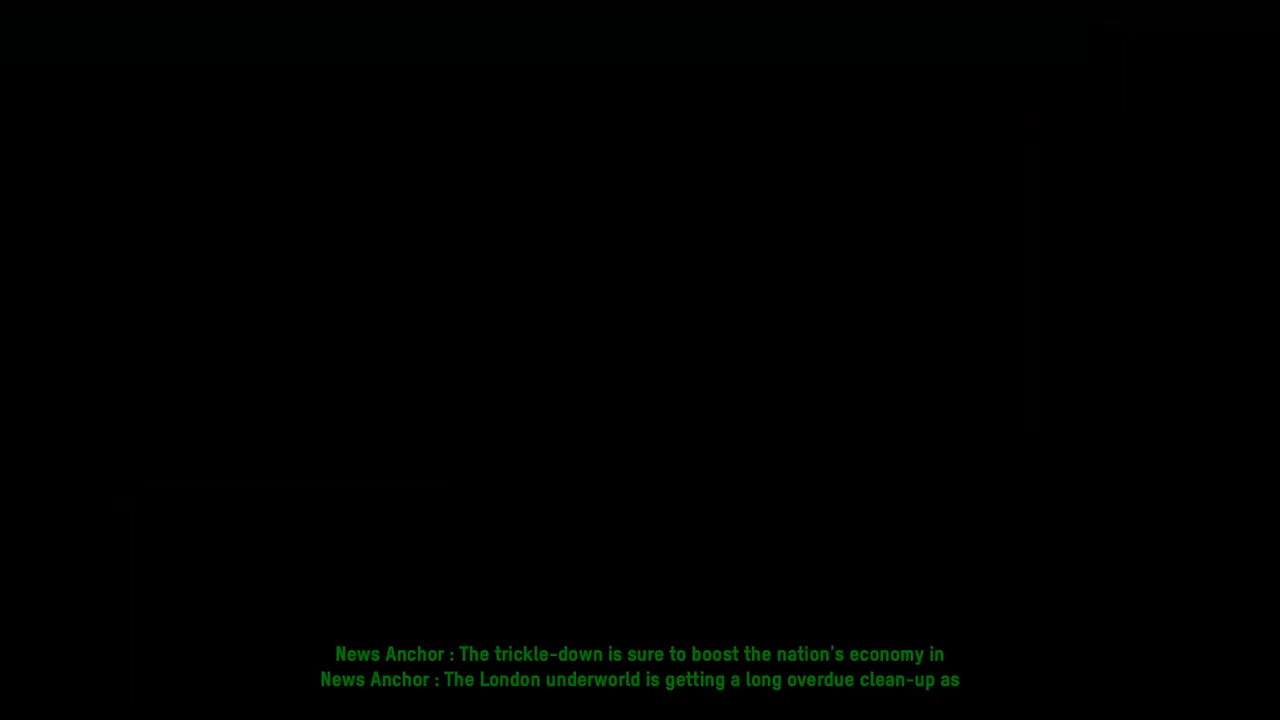 News Anchor : The trickle-down is sure to boost the nation's economy in
News Anchor : The London underworld is getting a long overdue clean-up as